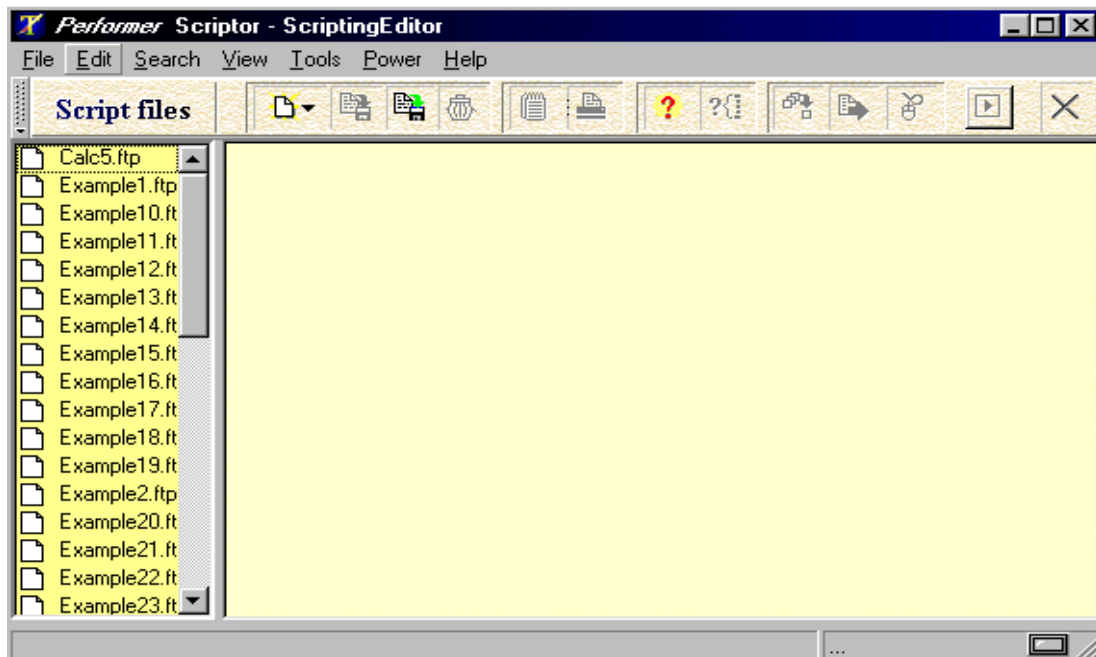 Performer Scriptor - ScriptingEditor
File Edit Search View Tools Power Help
Script files
Calc5.ftp
Example1.ftp
Example10.ft
Example11.ft
Example12.ft
Example13.ft
Example14.ft
Example15.ft
Example16.ft
Example17.ft
Example18.ft
Example19.ft
Example2.ftp
Example20.ft
Example21.ft
Example22.ft
Example23.ft
...